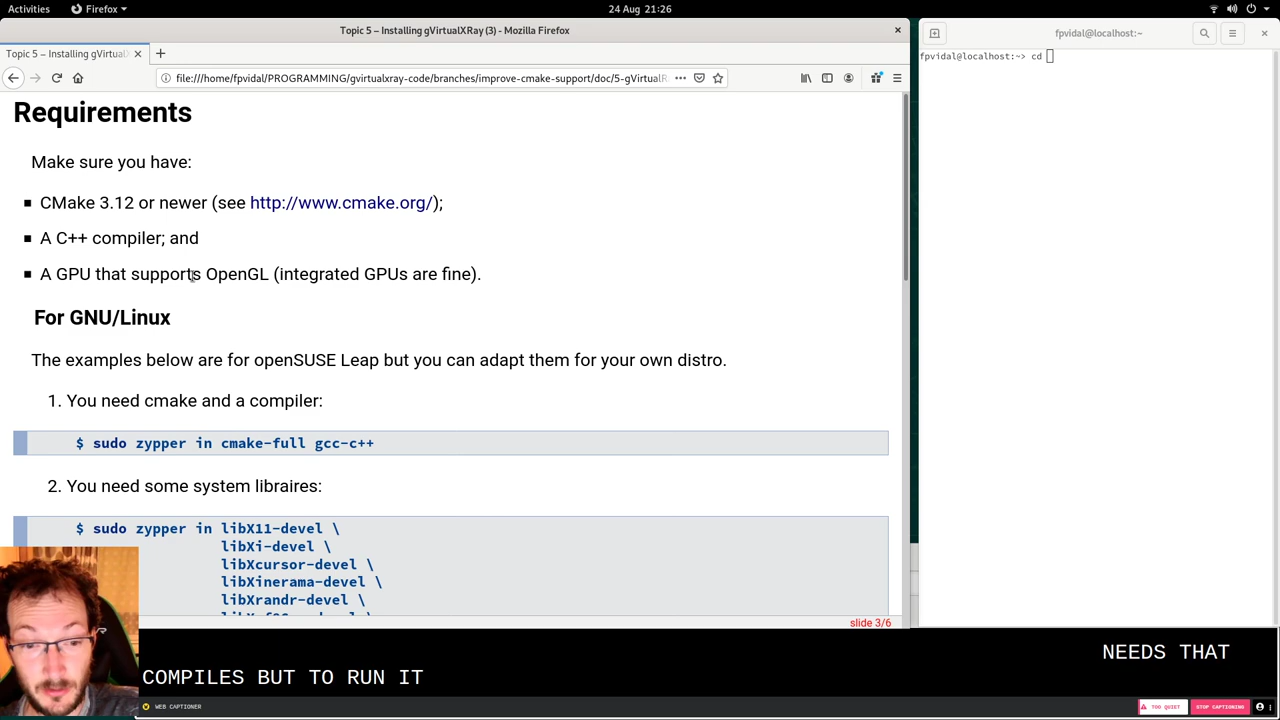 Activities
Firefox
24 Aug 21:26
Topic 5 – Installing gVirtualXRay (3) - Mozilla Firefox
fpvidal@localhost:~
Topic 5 – Installing gVirtual
file:///home/fpvidal/PROGRAMMING/gvirtualxray-code/branches/improve-cmake-support/doc/5-gVirtualR
fpvidal@localhost:~> cd
Requirements
Make sure you have:
CMake 3.12 or newer (see http://www.cmake.org/);
A C++ compiler; and
A GPU that supports OpenGL (integrated GPUs are fine).
For GNU/Linux
The examples below are for openSUSE Leap but you can adapt them for your own distro.
1. You need cmake and a compiler:
$ sudo zypper in cmake-full gcc-c++
2. You need some system libraires:
$ sudo zypper in libX11-devel \
libXi-devel \
libXcursor-devel \
libXinerama-devel \
libXrandr-devel \
slide 3/6
NEEDS THAT
COMPILES BUT TO RUN IT
WEB CAPTIONER
TOO QUIET
STOP CAPTIONING